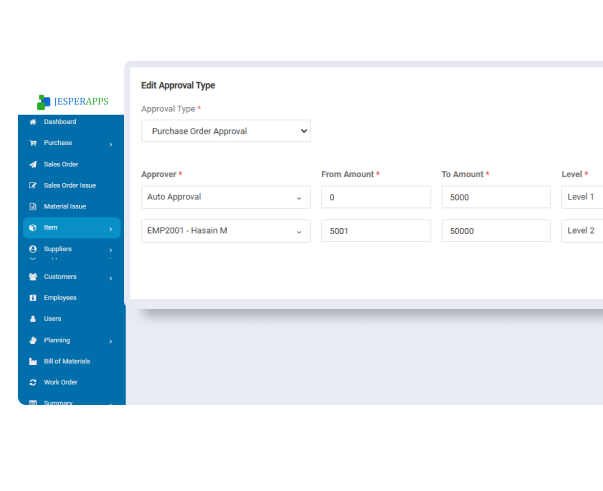 JESPERAPPS
Dashboard
Purchase
Sales Order
Sales Order Issue
Material Issue
Item
Suppliers
Customers
Employees
Users
Planning
Bill of Materials
Work Order
Summary
Edit Approval Type
Approval Type *
Purchase Order Approval
Approver * From Amount * To Amount * Level *
Auto Approval 0 5000 Level 1
EMP2001 - Hasain M 5001 50000 Level 2